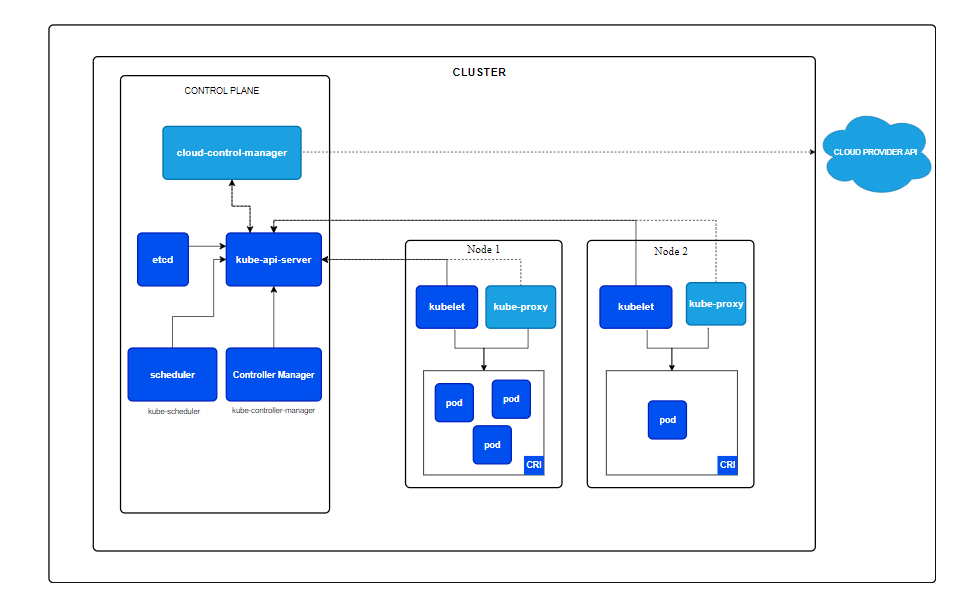 CLUSTER
CONTROL PLANE
cloud-control-manager
CLOUD PROVIDER API
etcd
kube-api-server
scheduler
kube-scheduler
Controller Manager
kube-controller-manager
Node 1
kubelet
kube-proxy
pod
pod
pod
CRI
Node 2
kubelet
kube-proxy
pod
CRI